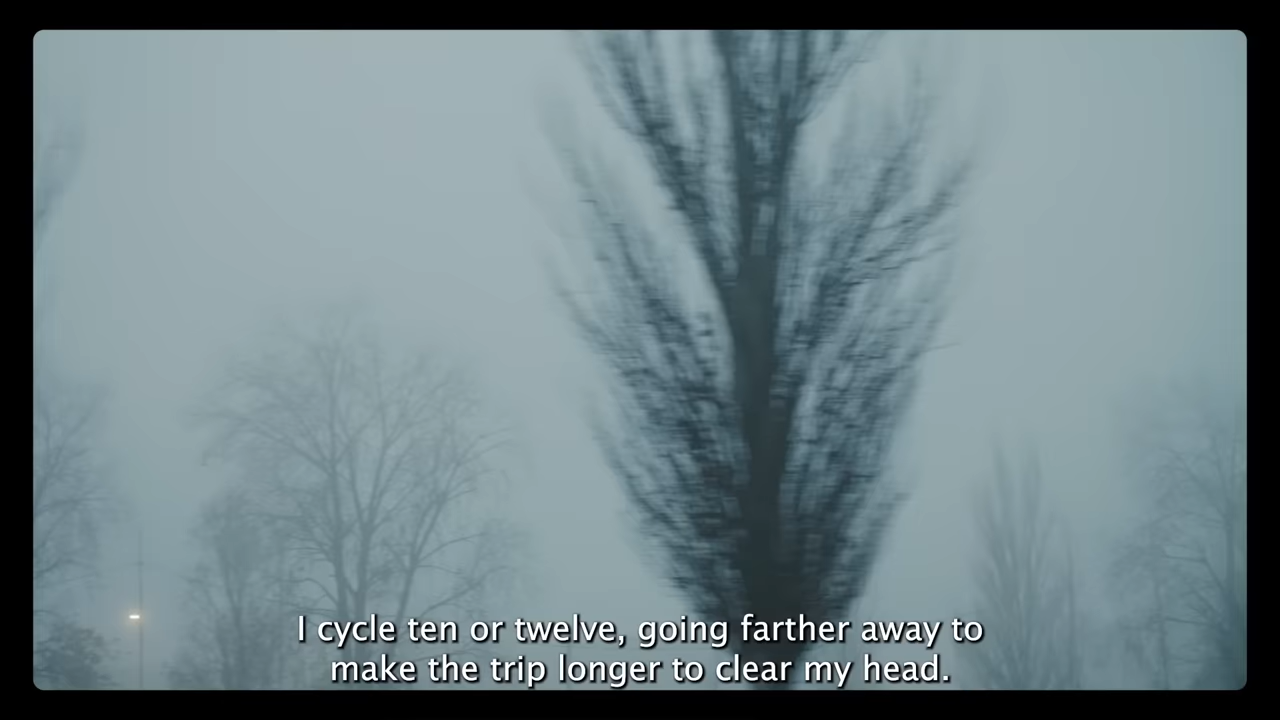 I cycle ten or twelve, going farther away to
make the trip longer to clear my head.